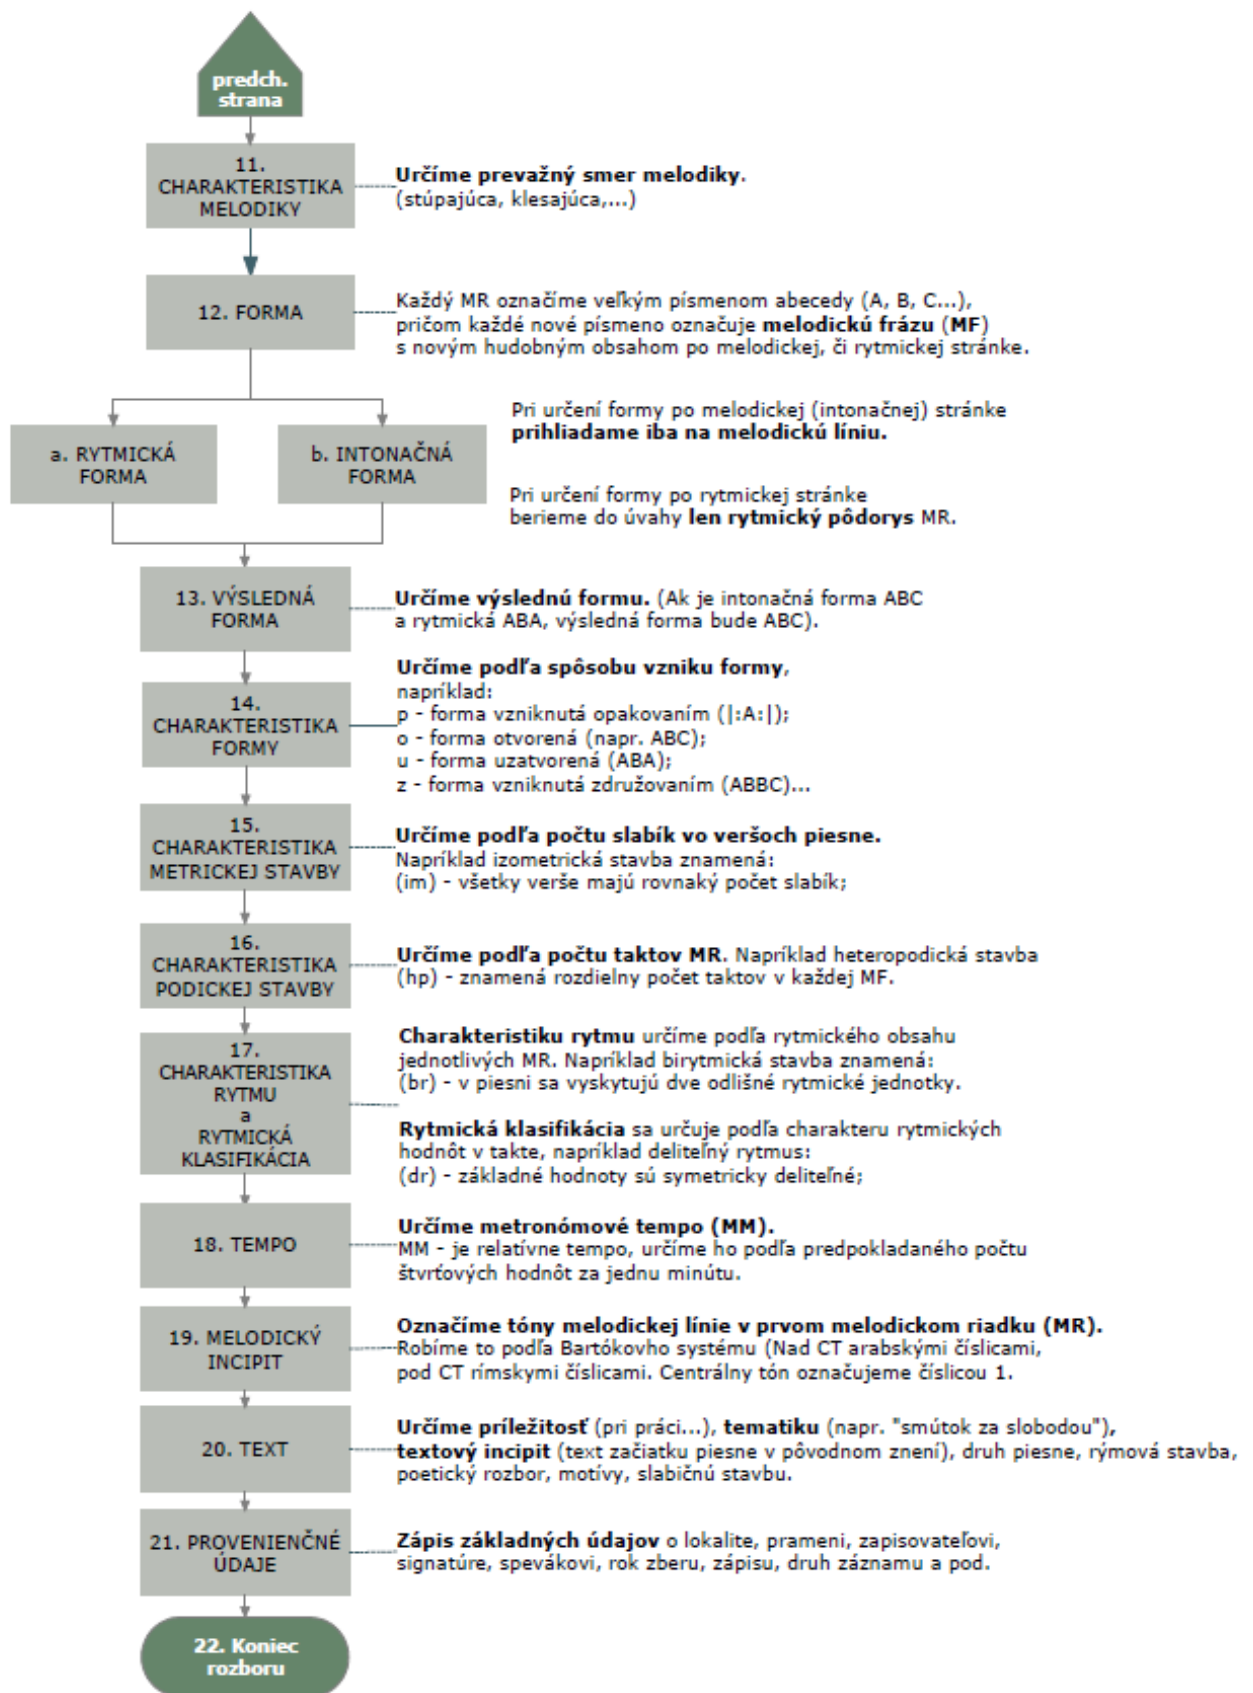 predch.
strana
11.
CHARAKTERISTIKA
MELODIKY
Určíme prevažný smer melodiky.
(stúpajúca, klesajúca,...)
12. FORMA
Každý MR označíme veľkým písmenom abecedy (A, B, C...),
pričom každé nové písmeno označuje melodickú frázu (MF)
s novým hudobným obsahom po melodickej, či rytmickej stránke.
a. RYTMICKÁ
FORMA
b. INTONAČNÁ
FORMA
Pri určení formy po melodickej (intonačnej) stránke
prihliadame iba na melodickú líniu.
Pri určení formy po rytmickej stránke
berieme do úvahy len rytmický pôdorys MR.
13. VÝSLEDNÁ
FORMA
Určíme výslednú formu. (Ak je intonačná forma ABC
a rytmická ABA, výsledná forma bude ABC).
14.
CHARAKTERISTIKA
FORMY
Určíme podľa spôsobu vzniku formy,
napríklad:
p - forma vzniknutá opakovaním (|:A:|);
o - forma otvorená (napr. ABC);
u - forma uzatvorená (ABA);
z - forma vzniknutá združovaním (ABBC)...
15.
CHARAKTERISTIKA
METRICKEJ STAVBY
Určíme podľa počtu slabík vo veršoch piesne.
Napríklad izometrická stavba znamená:
(im) - všetky verše majú rovnaký počet slabík;
16.
CHARAKTERISTIKA
PODICKEJ STAVBY
Určíme podľa počtu taktov MR. Napríklad heteropodická stavba
(hp) - znamená rozdielny počet taktov v každej MF.
17.
CHARAKTERISTIKA
RYTMU
a
RYTMICKÁ
KLASIFIKÁCIA
Charakteristiku rytmu určíme podľa rytmického obsahu
jednotlivých MR. Napríklad birytmická stavba znamená:
(br) - v piesni sa vyskytujú dve odlišné rytmické jednotky.
Rytmická klasifikácia sa určuje podľa charakteru rytmických
hodnôt v takte, napríklad deliteľný rytmus:
(dr) - základné hodnoty sú symetricky deliteľné;
18. TEMPO
Určíme metronómové tempo (MM).
MM - je relatívne tempo, určíme ho podľa predpokladaného počtu
štvrťových hodnôt za jednu minútu.
19. MELODICKÝ
INCIPIT
Označíme tóny melodickej línie v prvom melodickom riadku (MR).
Robíme to podľa Bartókovho systému (Nad CT arabskými číslicami,
pod CT rímskymi číslicami. Centrálny tón označujeme číslicou 1.
20. TEXT
Určíme príležitosť (pri práci...), tematiku (napr. "smútok za slobodou"),
textový incipit (text začiatku piesne v pôvodnom znení), druh piesne, rýmová stavba,
poetický rozbor, motívy, slabičnú stavbu.
21. PROVENIENČNÉ
ÚDAJE
Zápis základných údajov o lokalite, prameni, zapisovateľovi,
signatúre, spevákovi, rok zberu, zápisu, druh záznamu a pod.
22. Koniec
rozboru